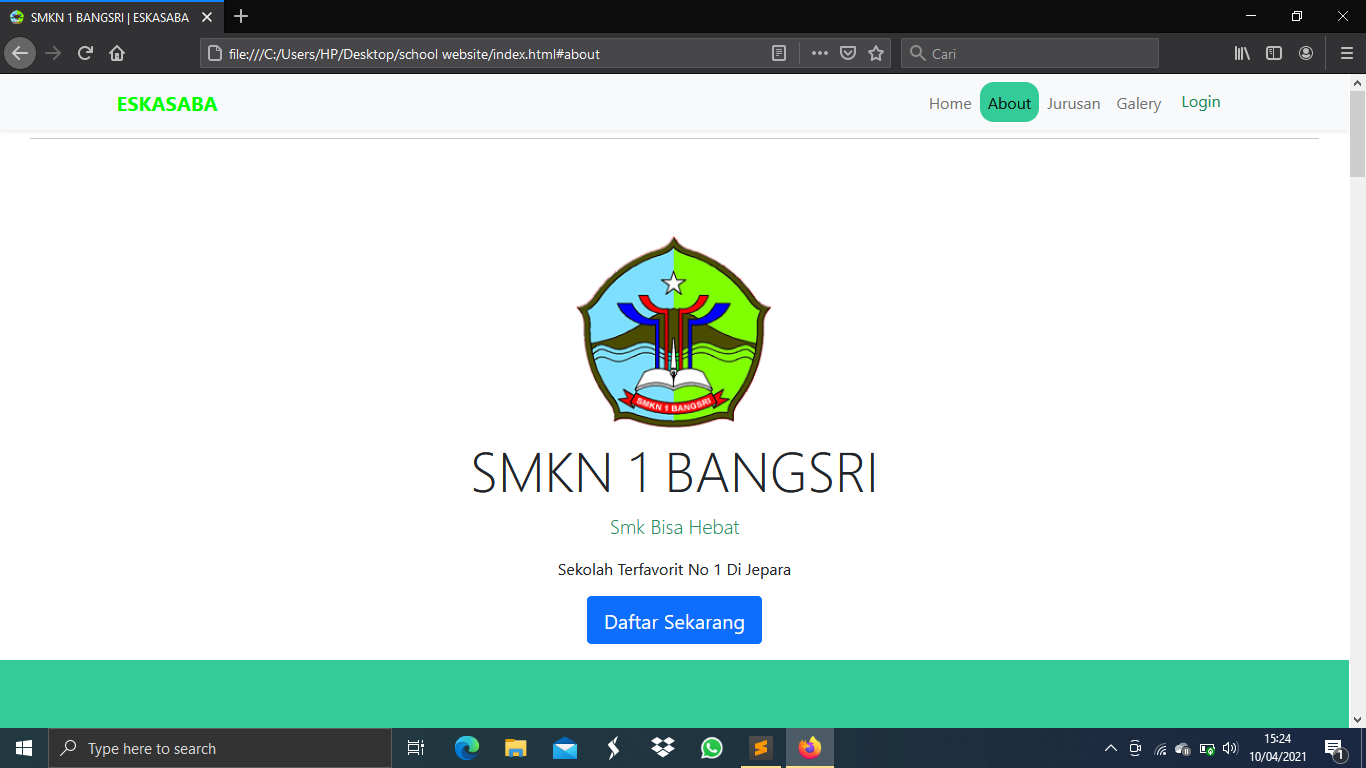 SMKN 1 BANGSRI | ESKASABA
file:///C:/Users/HP/Desktop/school website/index.html#about
Cari
ESKASABA
Home About Jurusan Galery Login
SMKN 1 BANGSRI
SMKN 1 BANGSRI
Smk Bisa Hebat
Sekolah Terfavorit No 1 Di Jepara
Daftar Sekarang
Type here to search
15:24
10/04/2021
1